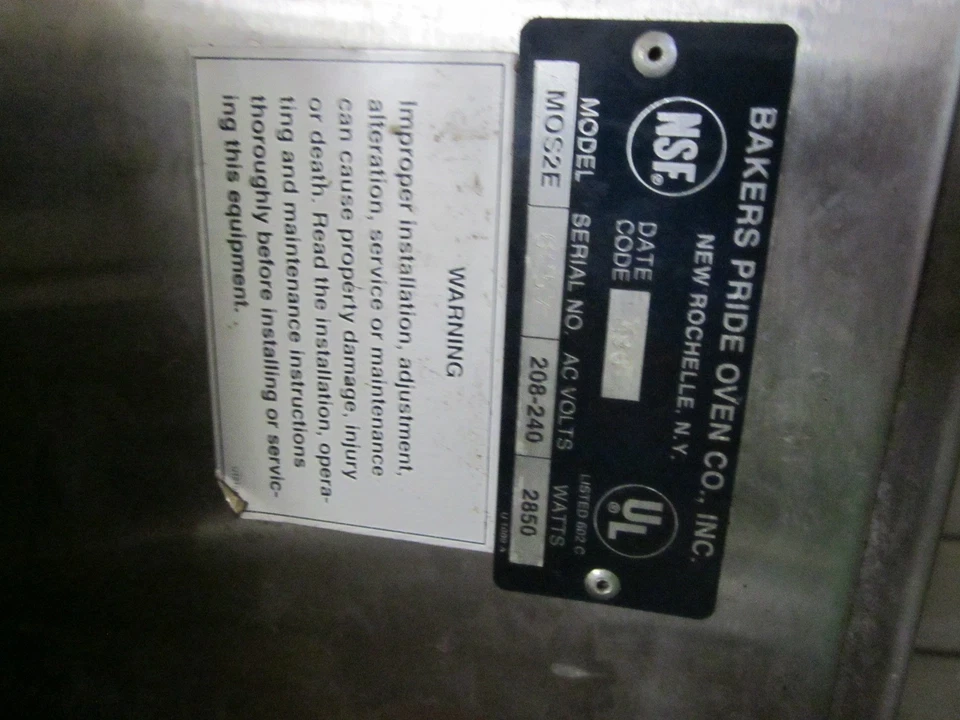 BAKERS PRIDE OVEN CO., INC.
NEW ROCHELLE, N.Y.
NSF®
DATE
CODE
UL®
LISTED 602 C
MODEL SERIAL NO. AC VOLTS WATTS
MOS2E 208-240 2850
WARNING
Improper installation, adjustment,
alteration, service or maintenance
can cause property damage, injury
or death. Read the installation, opera-
ting and maintenance instructions
thoroughly before installing or servic-
ing this equipment.